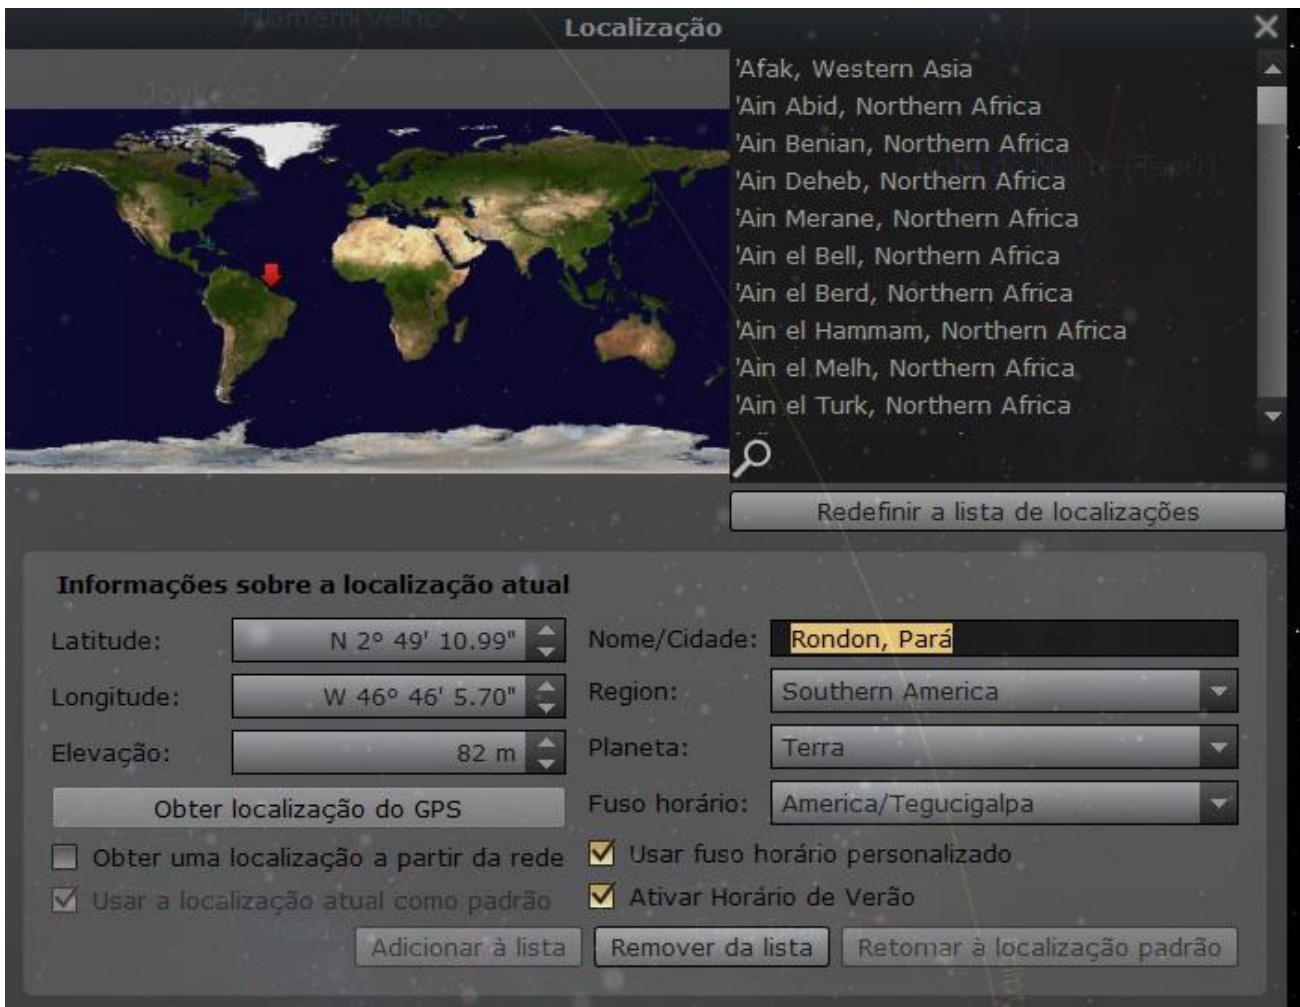 Homem Velho
Localização
Joykexo
'Afak, Western Asia
'Ain Abid, Northern Africa
'Ain Benian, Northern Africa
'Ain Deheb, Northern Africa
'Ain Merane, Northern Africa
'Ain el Bell, Northern Africa
'Ain el Berd, Northern Africa
'Ain el Hammam, Northern Africa
'Ain el Melh, Northern Africa
'Ain el Turk, Northern Africa
Redefinir a lista de localizações
Informações sobre a localização atual
Latitude: N 2º 49' 10.99" Nome/Cidade: Rondon, Pará
Longitude: W 46º 46' 5.70" Region: Southern America
Elevação: 82 m Planeta: Terra
Obter localização do GPS Fuso horário: America/Tegucigalpa
Obter uma localização a partir da rede Usar fuso horário personalizado
Usar a localização atual como padrão Ativar Horário de Verão
Adicionar à lista Remover da lista Retornar à localização padrão